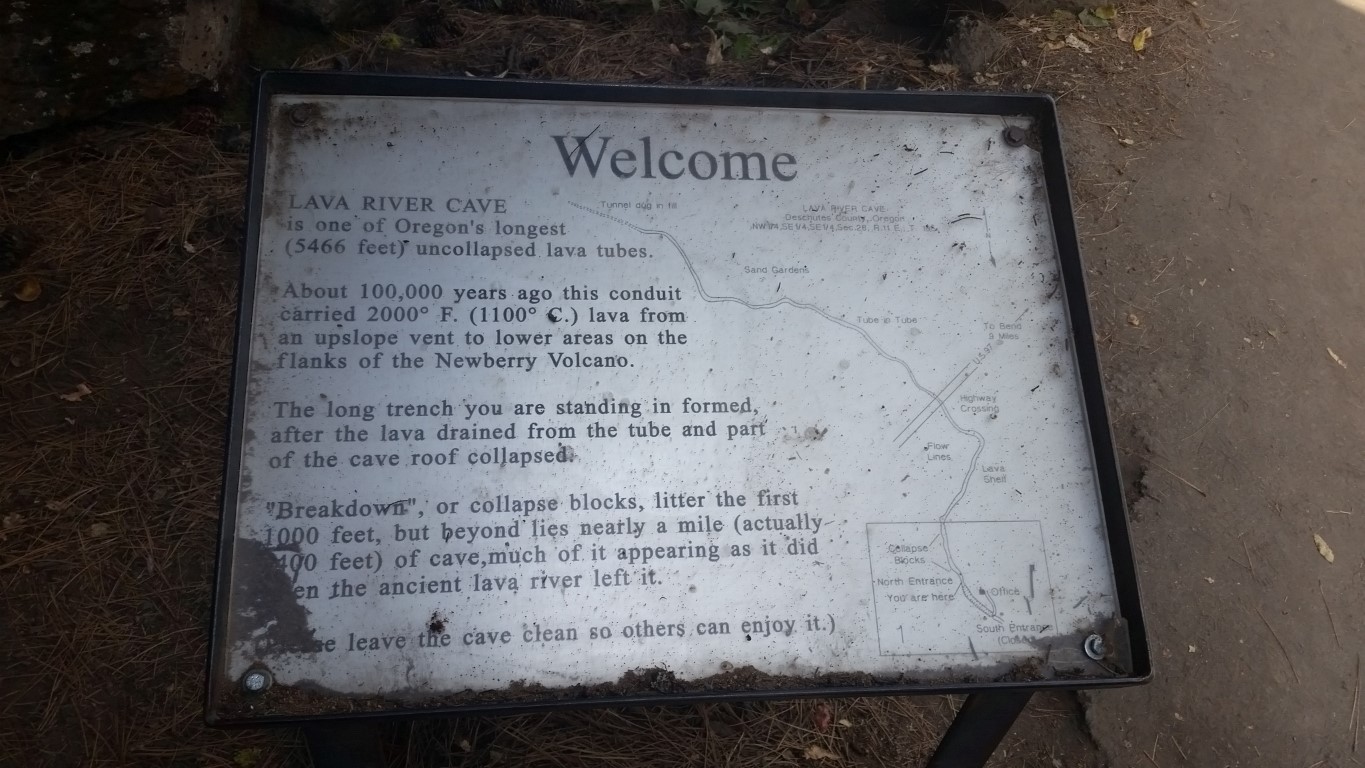 Welcome
LAVA RIVER CAVE
is one of Oregon's longest
(5466 feet) uncollapsed lava tubes.
About 100,000 years ago this conduit
carried 2000° F. (1100° C.) lava from
an upslope vent to lower areas on the
flanks of the Newberry Volcano.
The long trench you are standing in formed,
after the lava drained from the tube and part
of the cave roof collapsed.
"Breakdown", or collapse blocks, litter the first
1000 feet, but beyond lies nearly a mile (actually
feet) of cave,much of it appearing as it did
the ancient lava river left it.
leave the cave clean so others can enjoy it.)
Tunnel dug in fill
LAVA RIVER CAVE
Deschutes County, Oregon
Sand Gardens
Tube in Tube
To Bend
9 Miles
U.S. 97
Highway
Crossing
Flow
Lines
Lava
Shelf
Collapse
Blocks
North Entrance
You are here
Office
South Entrance